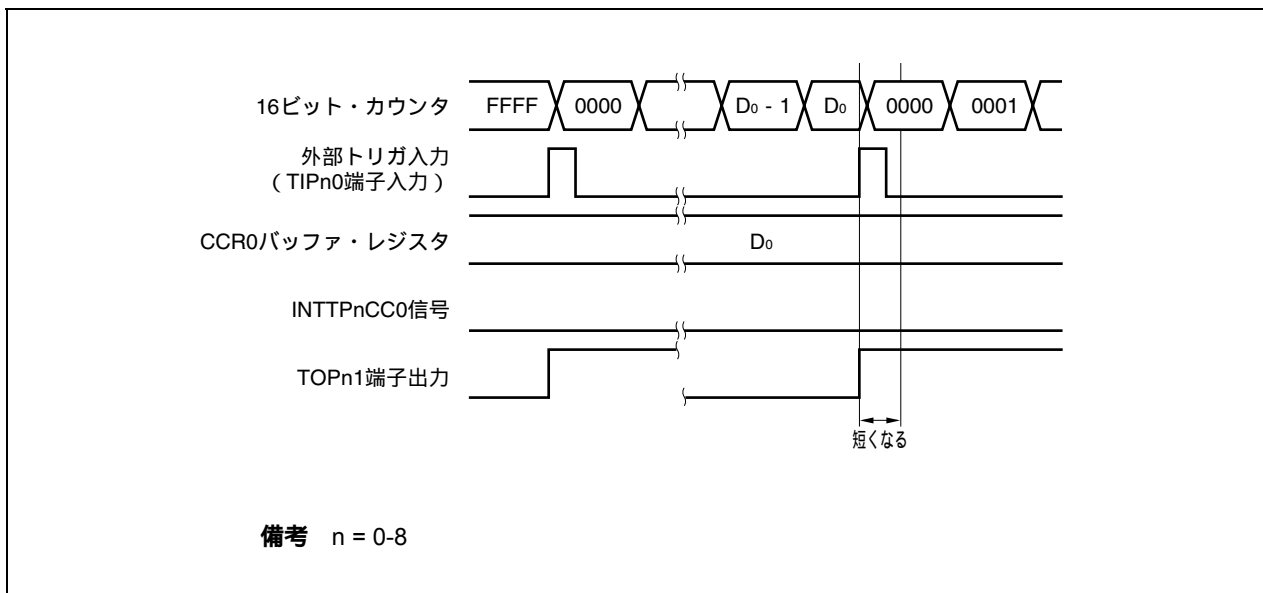 16ビット・カウンタ FFFF 0000 D0 - 1 D0 0000 0001
外部トリガ入力
(TIPn0端子入力)
CCR0バッファ・レジスタ D0
INTTPnCC0信号
TOPn1端子出力
短くなる
備考 n = 0-8